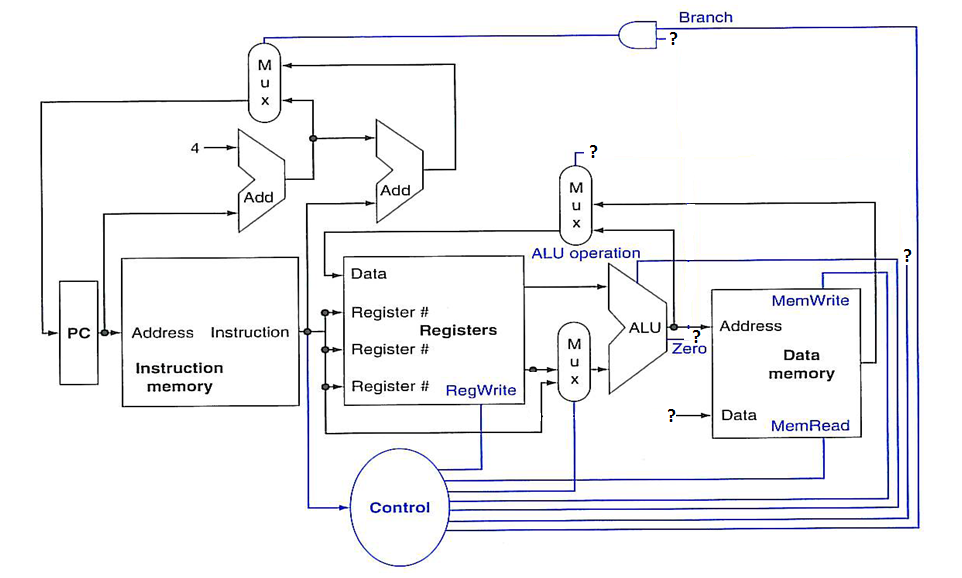 Branch
?
M
u
x
4
Add
Add
?
M
u
x
ALU operation
?
Data
Register #
Registers
Register #
Register #
RegWrite
PC
Address
Instruction
Instruction
memory
M
u
x
ALU
?
Zero
MemWrite
Address
Data
memory
?
Data
MemRead
Control